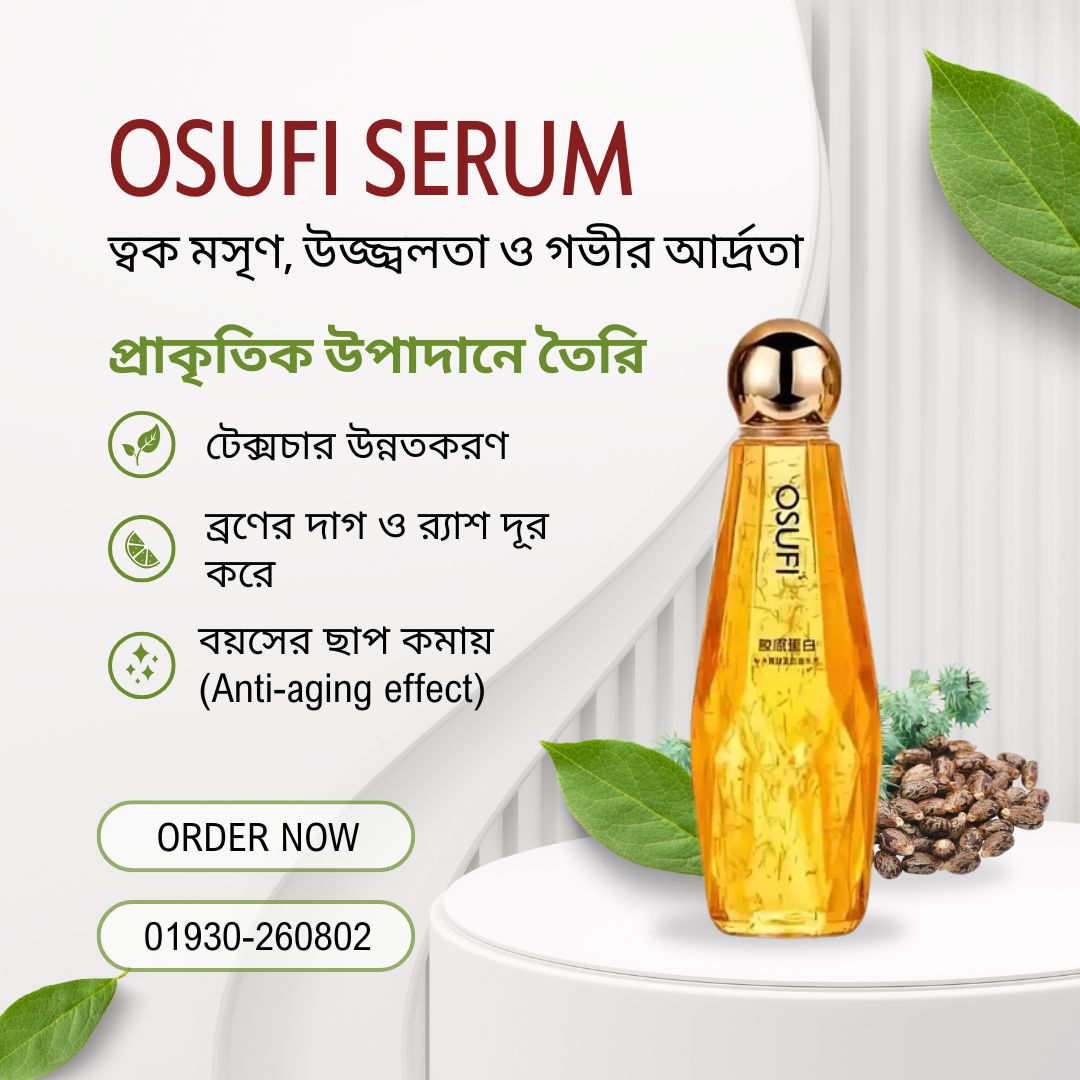 OSUFI SERUM
ত্বক মসৃণ, উজ্জ্বলতা ও গভীর আর্দ্রতা
প্রাকৃতিক উপাদানে তৈরি
টেক্সচার উন্নতকরণ
ব্রণের দাগ ও র‍্যাশ দূর
করে
বয়সের ছাপ কমায়
(Anti-aging effect)
OSUFI
ORDER NOW
01930-260802